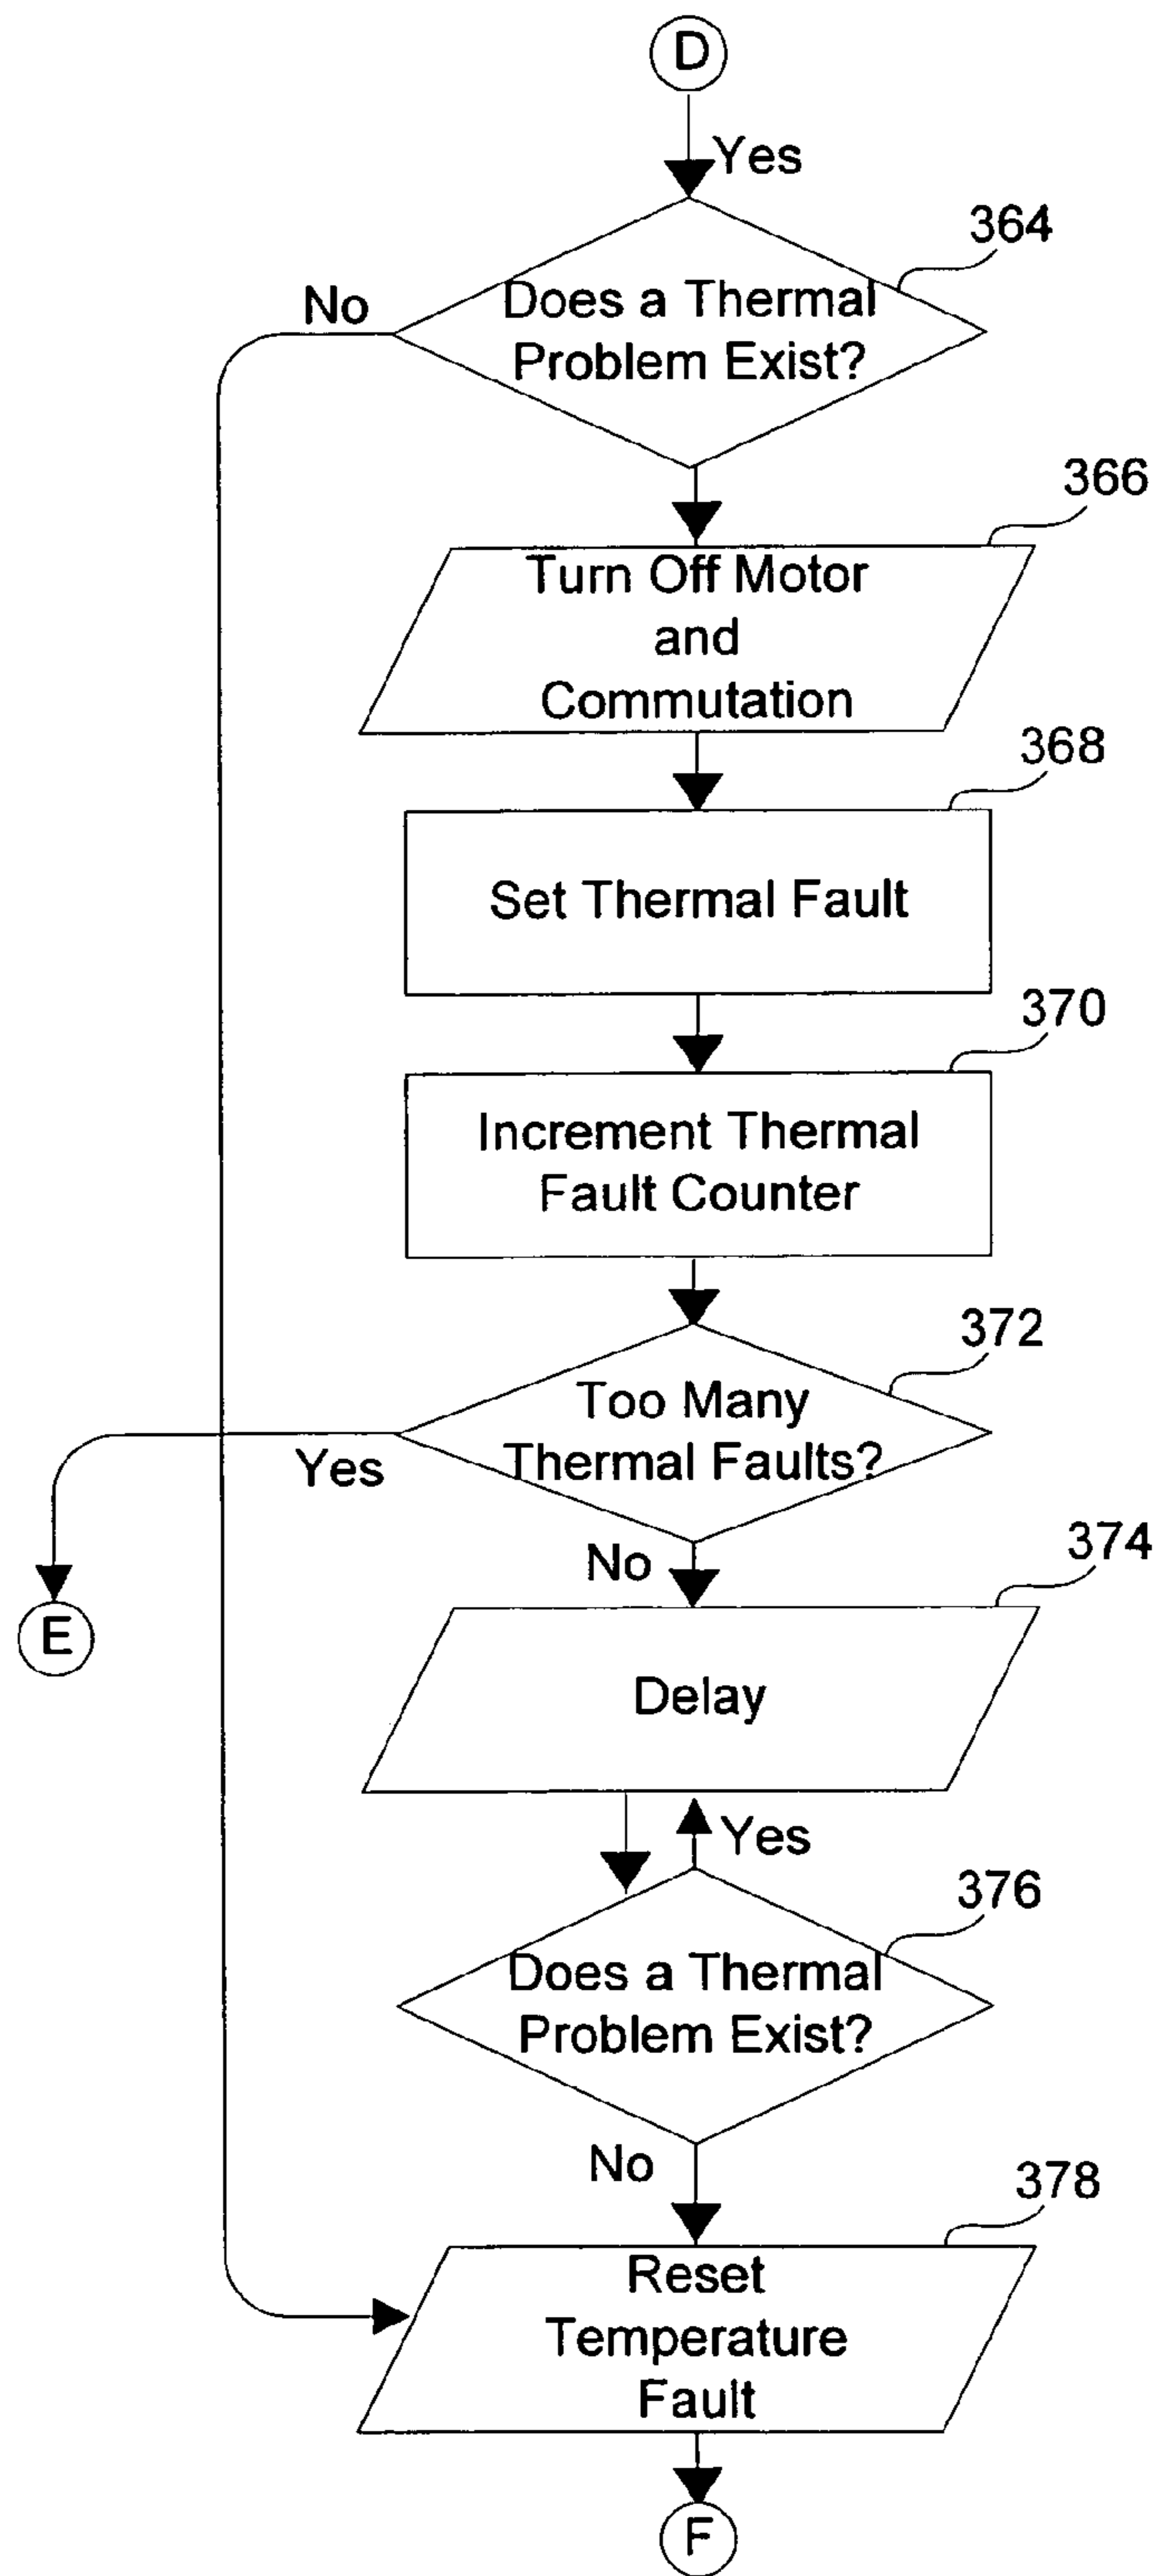 D
Yes
364
No
Does a Thermal
Problem Exist?
366
Turn Off Motor
and
Commutation
368
Set Thermal Fault
370
Increment Thermal
Fault Counter
372
Too Many
Thermal Faults?
Yes
No
374
E
Delay
Yes
376
Does a Thermal
Problem Exist?
No
378
Reset
Temperature
Fault
F